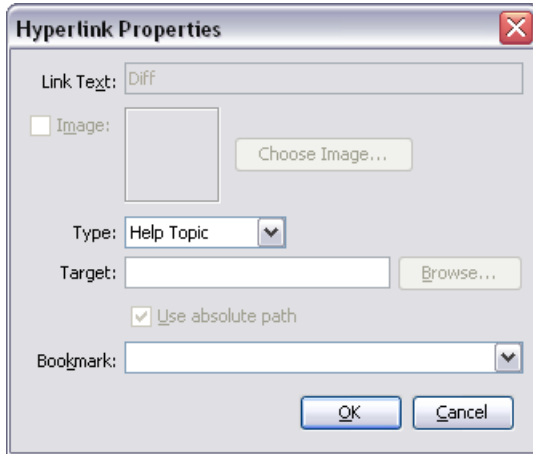 Hyperlink Properties
Link Text: Diff
Image:
Choose Image...
Type: Help Topic
Target: Browse...
Use absolute path
Bookmark:
OK Cancel